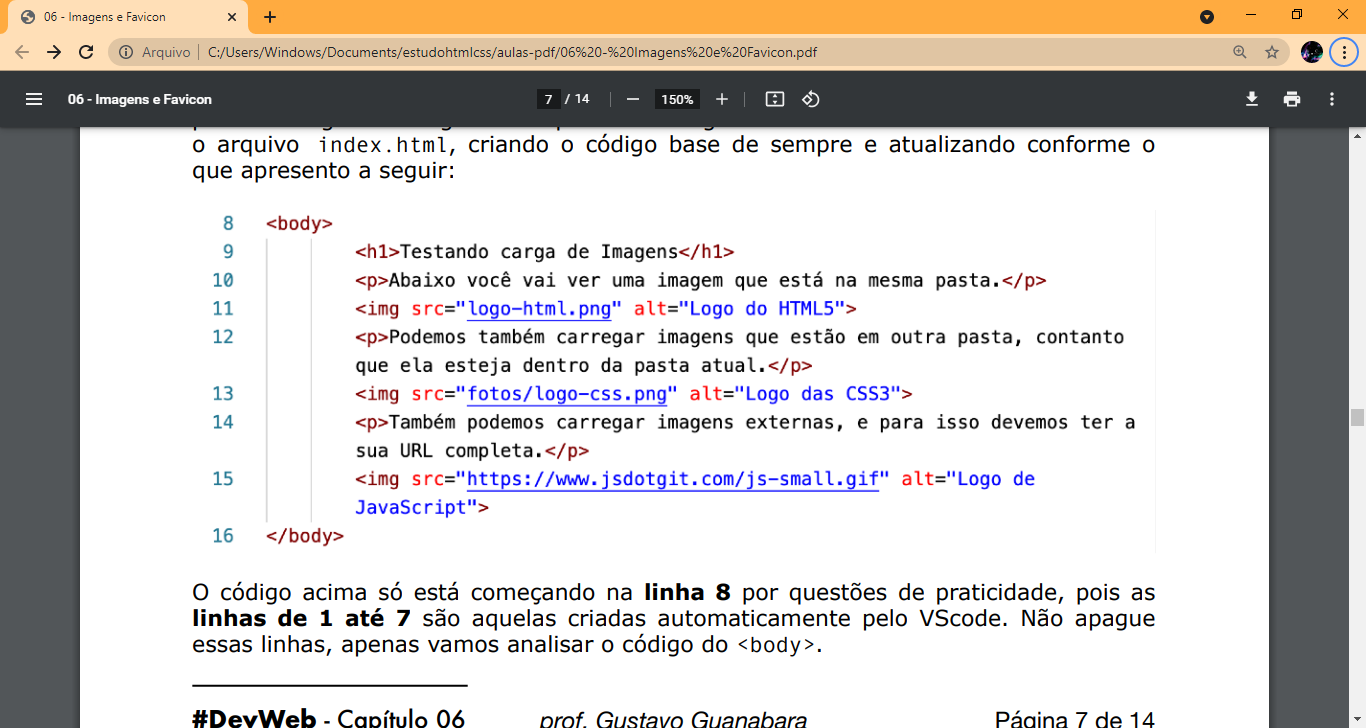 06 - Imagens e Favicon
Arquivo
C:/Users/Windows/Documents/estudohtmlcss/aulas-pdf/06%20-%20Imagens%20e%20Favicon.pdf
06 - Imagens e Favicon
7 / 14
150%
o arquivo index.html, criando o código base de sempre e atualizando conforme o
que apresento a seguir:
8 <body>
9 <h1>Testando carga de Imagens</h1>
10 <p>Abaixo você vai ver uma imagem que está na mesma pasta.</p>
11 <img src="logo-html.png" alt="Logo do HTML5">
12 <p>Podemos também carregar imagens que estão em outra pasta, contanto
que ela esteja dentro da pasta atual.</p>
13 <img src="fotos/logo-css.png" alt="Logo das CSS3">
14 <p>Também podemos carregar imagens externas, e para isso devemos ter a
sua URL completa.</p>
15 <img src="https://www.jsdotgit.com/js-small.gif" alt="Logo de
JavaScript">
16 </body>
O código acima só está começando na linha 8 por questões de praticidade, pois as
linhas de 1 até 7 são aquelas criadas automaticamente pelo VScode. Não apague
essas linhas, apenas vamos analisar o código do <body>.
#DevWeb - Capítulo 06 prof. Gustavo Guanabara Página 7 de 14